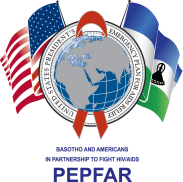 UNITED STATES PRESIDENT'S EMERGENCY PLAN FOR AIDS RELIEF
BASOTHO AND AMERICANS
IN PARTNERSHIP TO FIGHT HIV/AIDS
PEPFAR